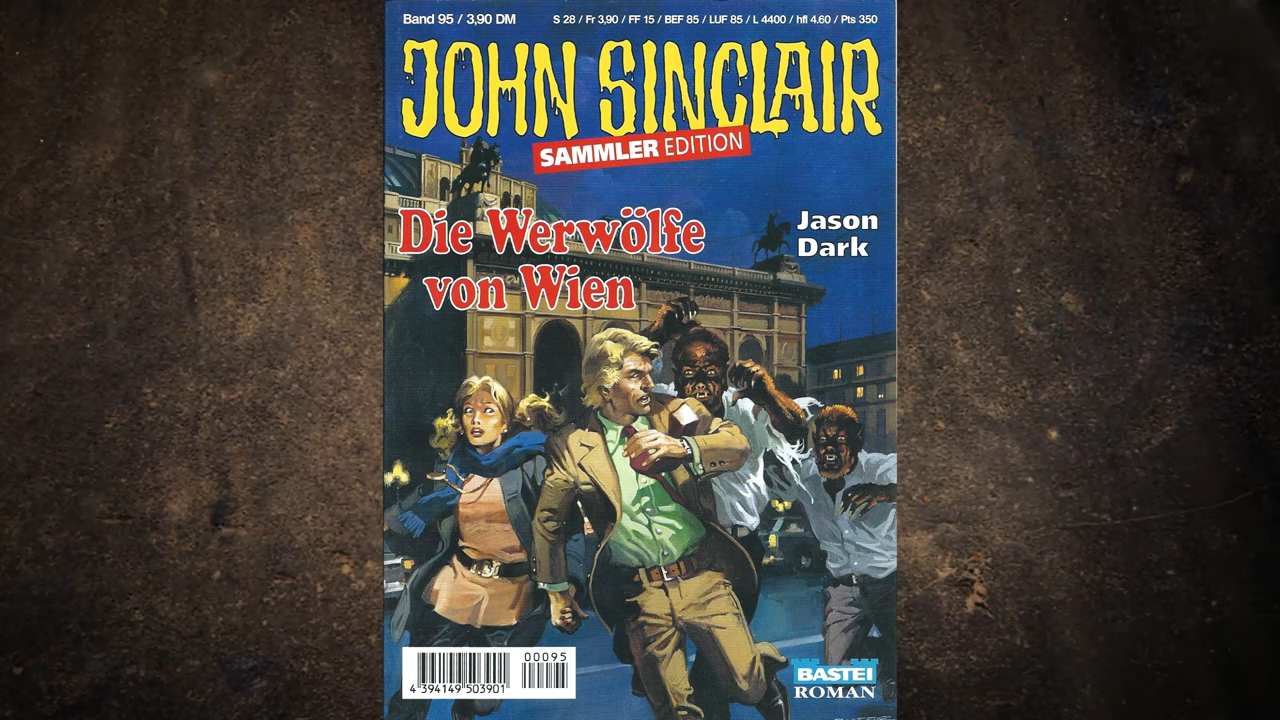 Band 95 / 3,90 DM
S 28 / Fr 3,90 / FF 15 / BEF 85 / LUF 85 / L 4400 / hfl 4.60 / Pts 350
JOHN SINCLAIR
SAMMLER EDITION
Die Werwölfe
von Wien
Jason
Dark
00095
4 394149 503901
BASTEI
ROMAN